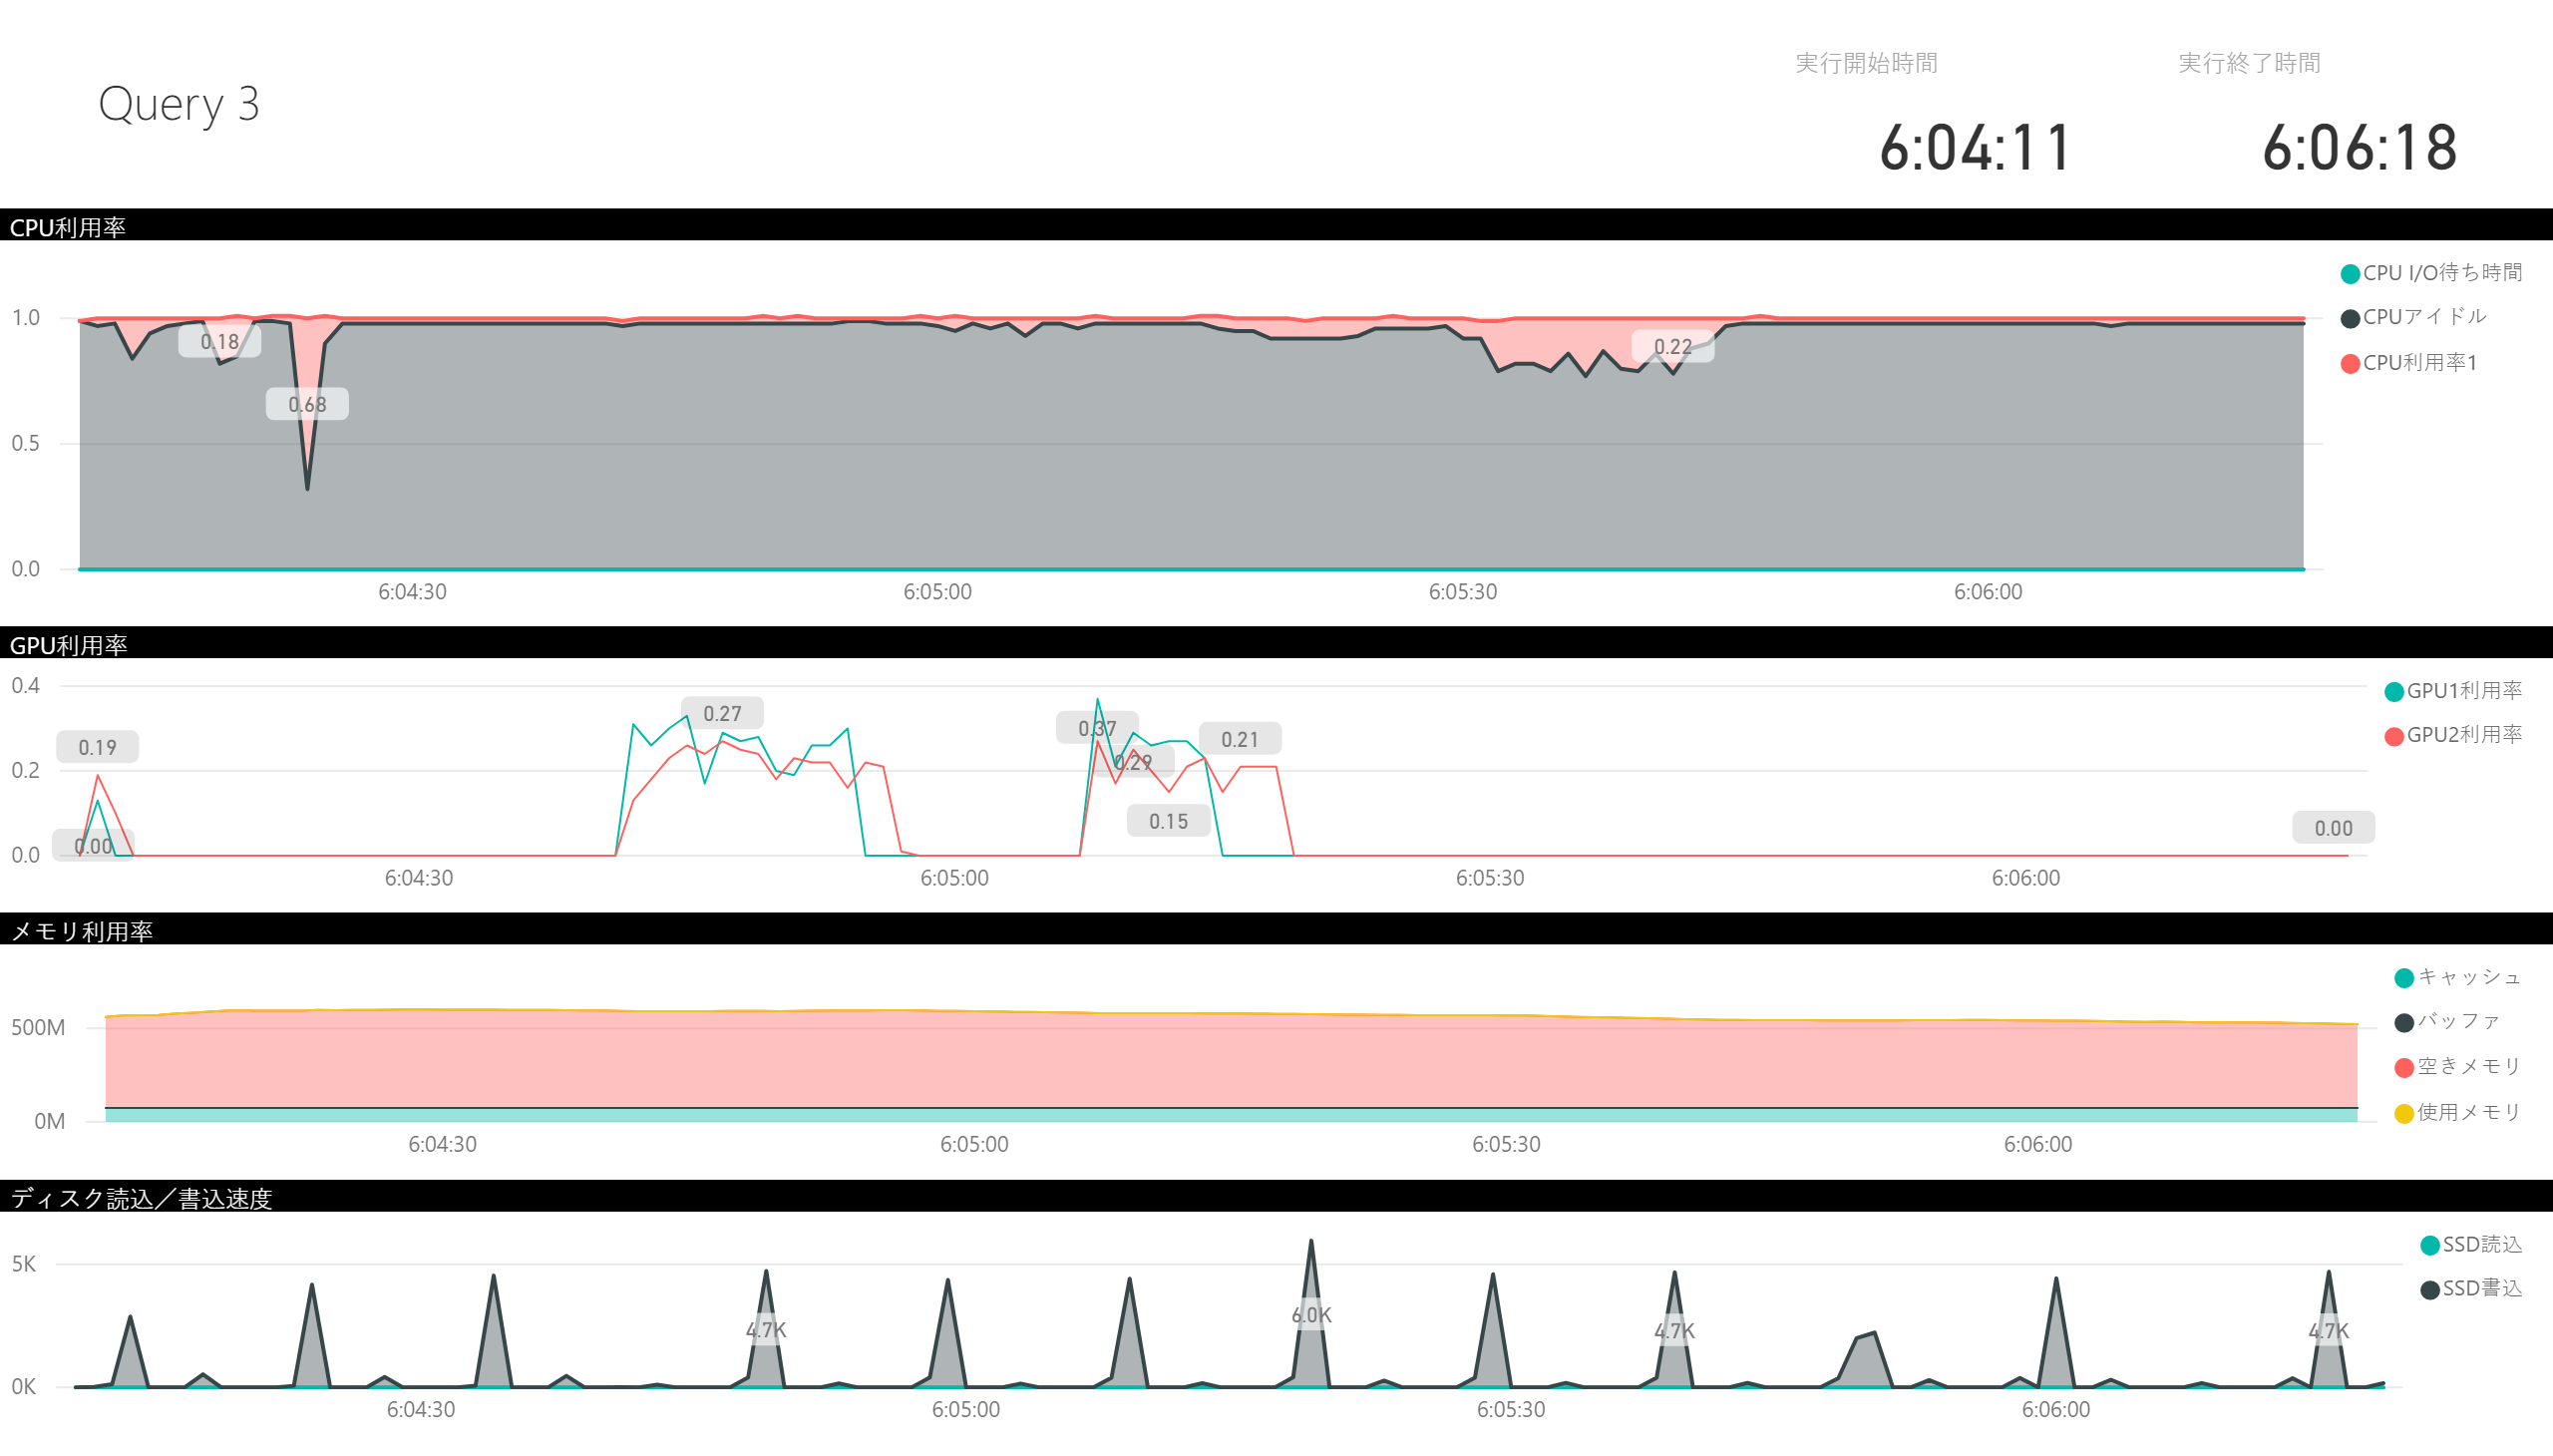 Query 3
実行開始時間
実行終了時間
6:04:11
6:06:18
CPU利用率
CPU I/O待ち時間
CPUアイドル
CPU利用率1
1.0
0.5
0.0
0.18
0.68
0.22
6:04:30
6:05:00
6:05:30
6:06:00
GPU利用率
GPU1利用率
GPU2利用率
0.4
0.2
0.0
0.19
0.00
0.27
0.37
0.29
0.15
0.21
0.00
6:04:30
6:05:00
6:05:30
6:06:00
メモリ利用率
キャッシュ
バッファ
空きメモリ
使用メモリ
500M
0M
6:04:30
6:05:00
6:05:30
6:06:00
ディスク読込／書込速度
SSD読込
SSD書込
5K
0K
4.7K
6.0K
4.7K
4.7K
6:04:30
6:05:00
6:05:30
6:06:00